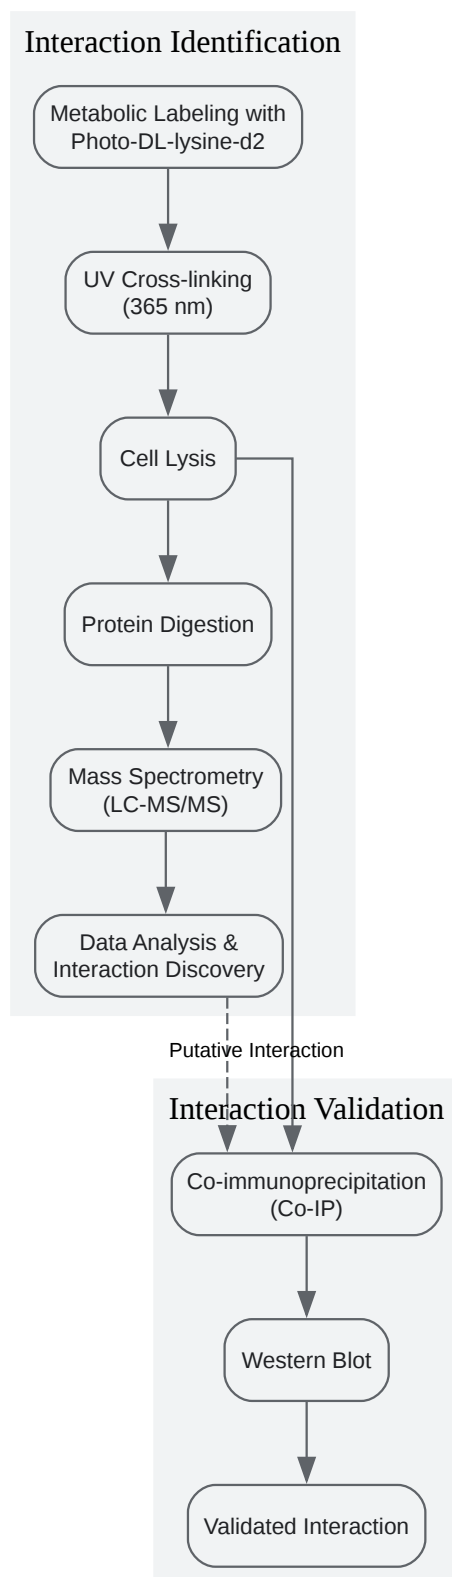 Interaction Identification
Metabolic Labeling with
Photo-DL-lysine-d2
UV Cross-linking
(365 nm)
Cell Lysis
Protein Digestion
Mass Spectrometry
(LC-MS/MS)
Data Analysis &
Interaction Discovery
Putative Interaction
Interaction Validation
Co-immunoprecipitation
(Co-IP)
Western Blot
Validated Interaction